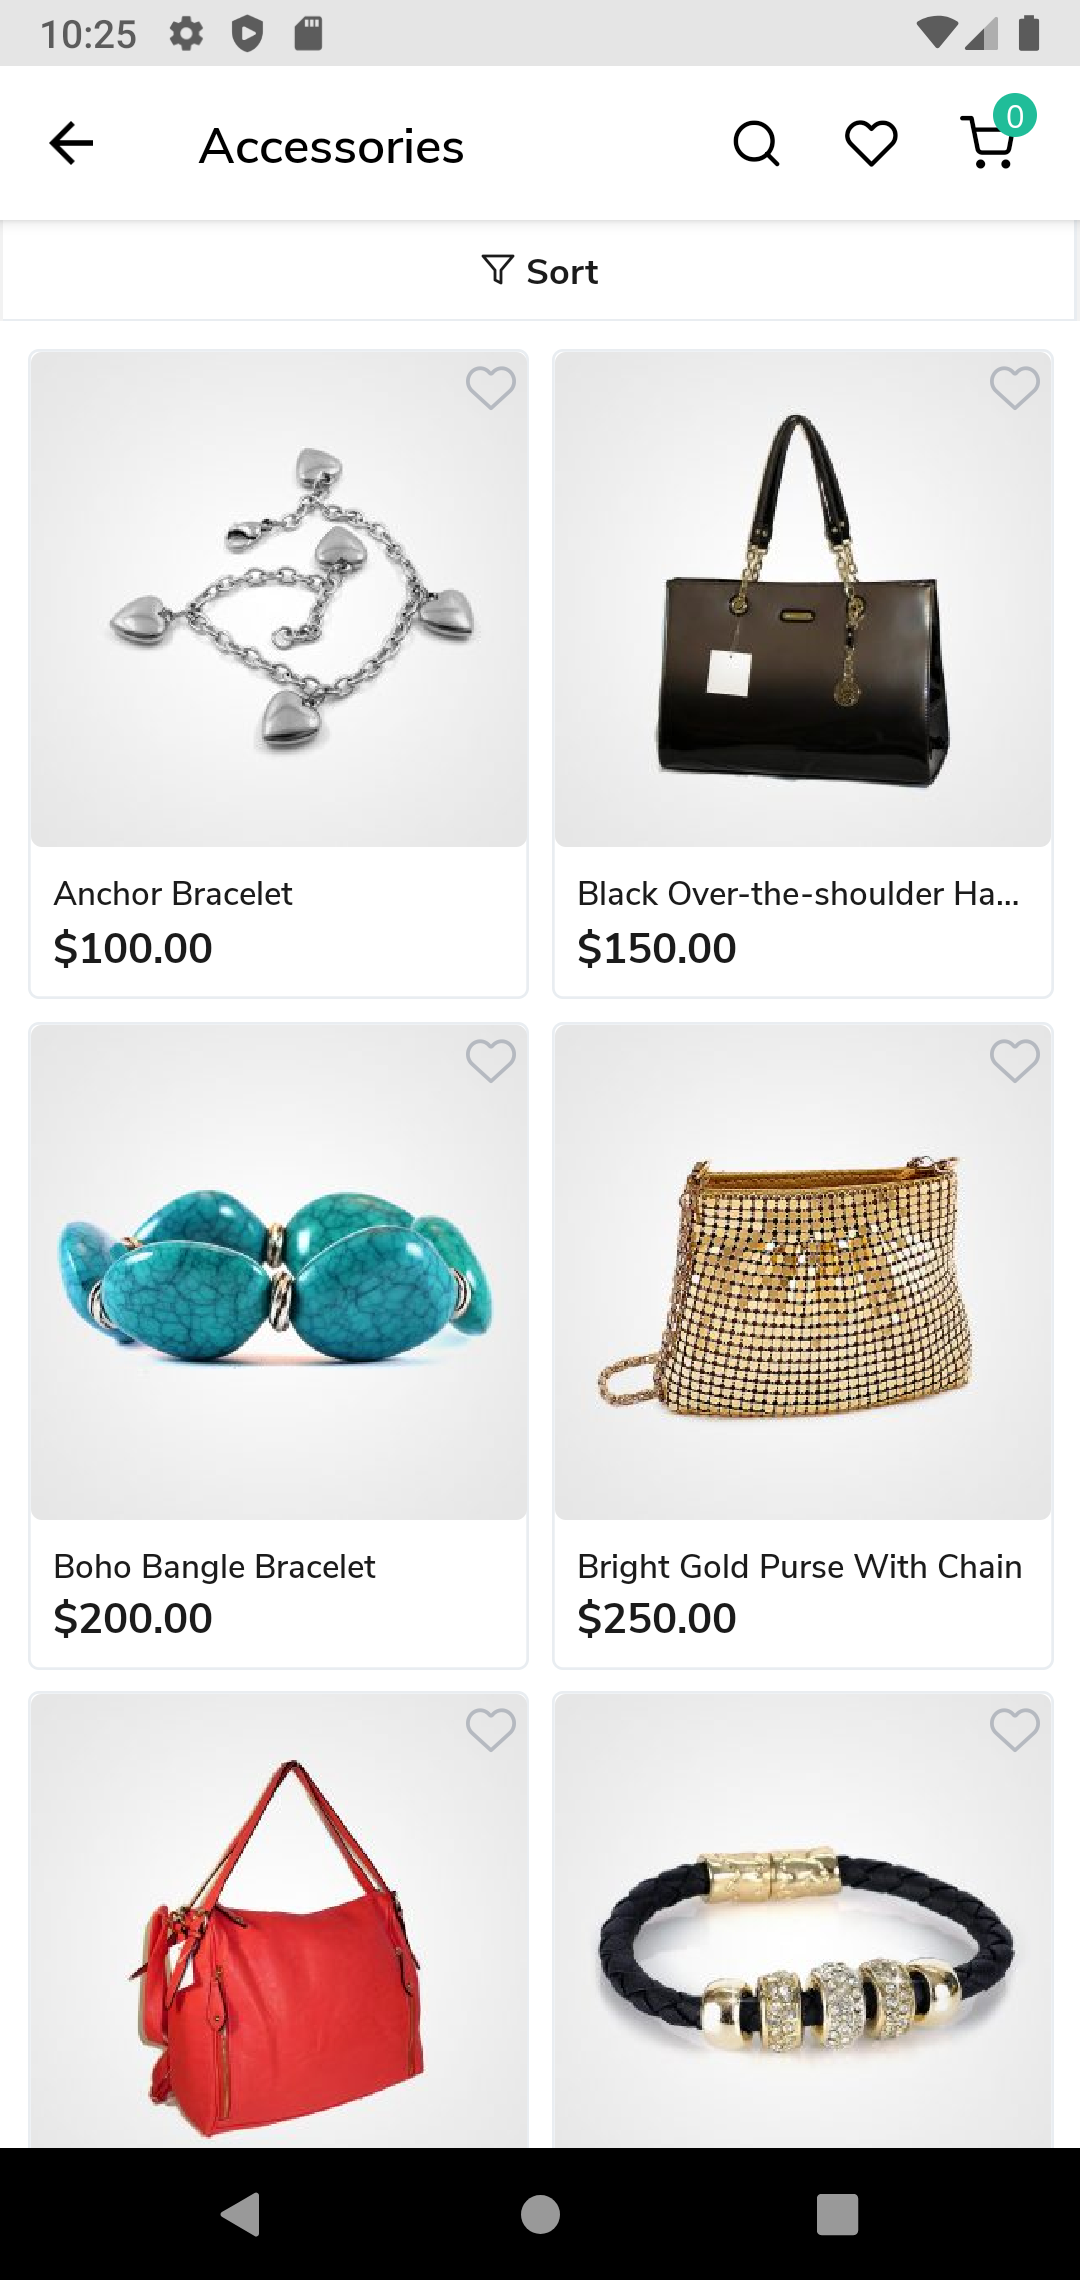 10:25
Accessories
0
Sort
Anchor Bracelet
$100.00
Black Over-the-shoulder Ha...
$150.00
Boho Bangle Bracelet
$200.00
Bright Gold Purse With Chain
$250.00